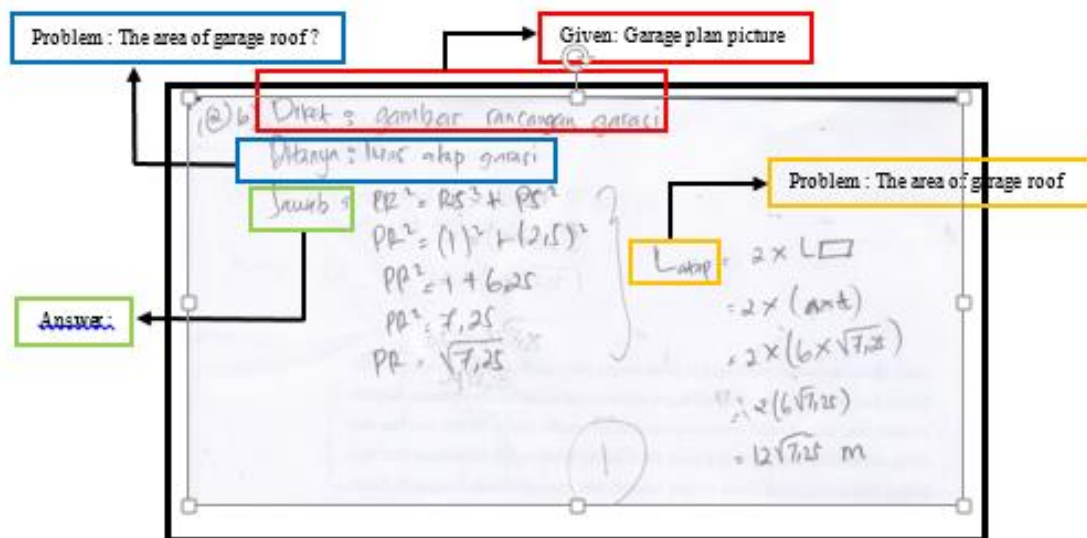 Problem : The area of garage roof ?
Given: Garage plan picture
(2) b) Diket : gambar rancangan garasi
Ditanya : luas atap garasi
Jawab : PR² = RS² + PS²
PR² = (1)² + (2,5)²
PR² = 1 + 6,25
PR² = 7,25
PR = √7,25
Answer :
Problem : The area of garage roof
L atap = 2 × L▭
= 2 × (a×t)
= 2 × (6 × √7,25)
= 2 (6√7,25)
= 12√7,25 m
1